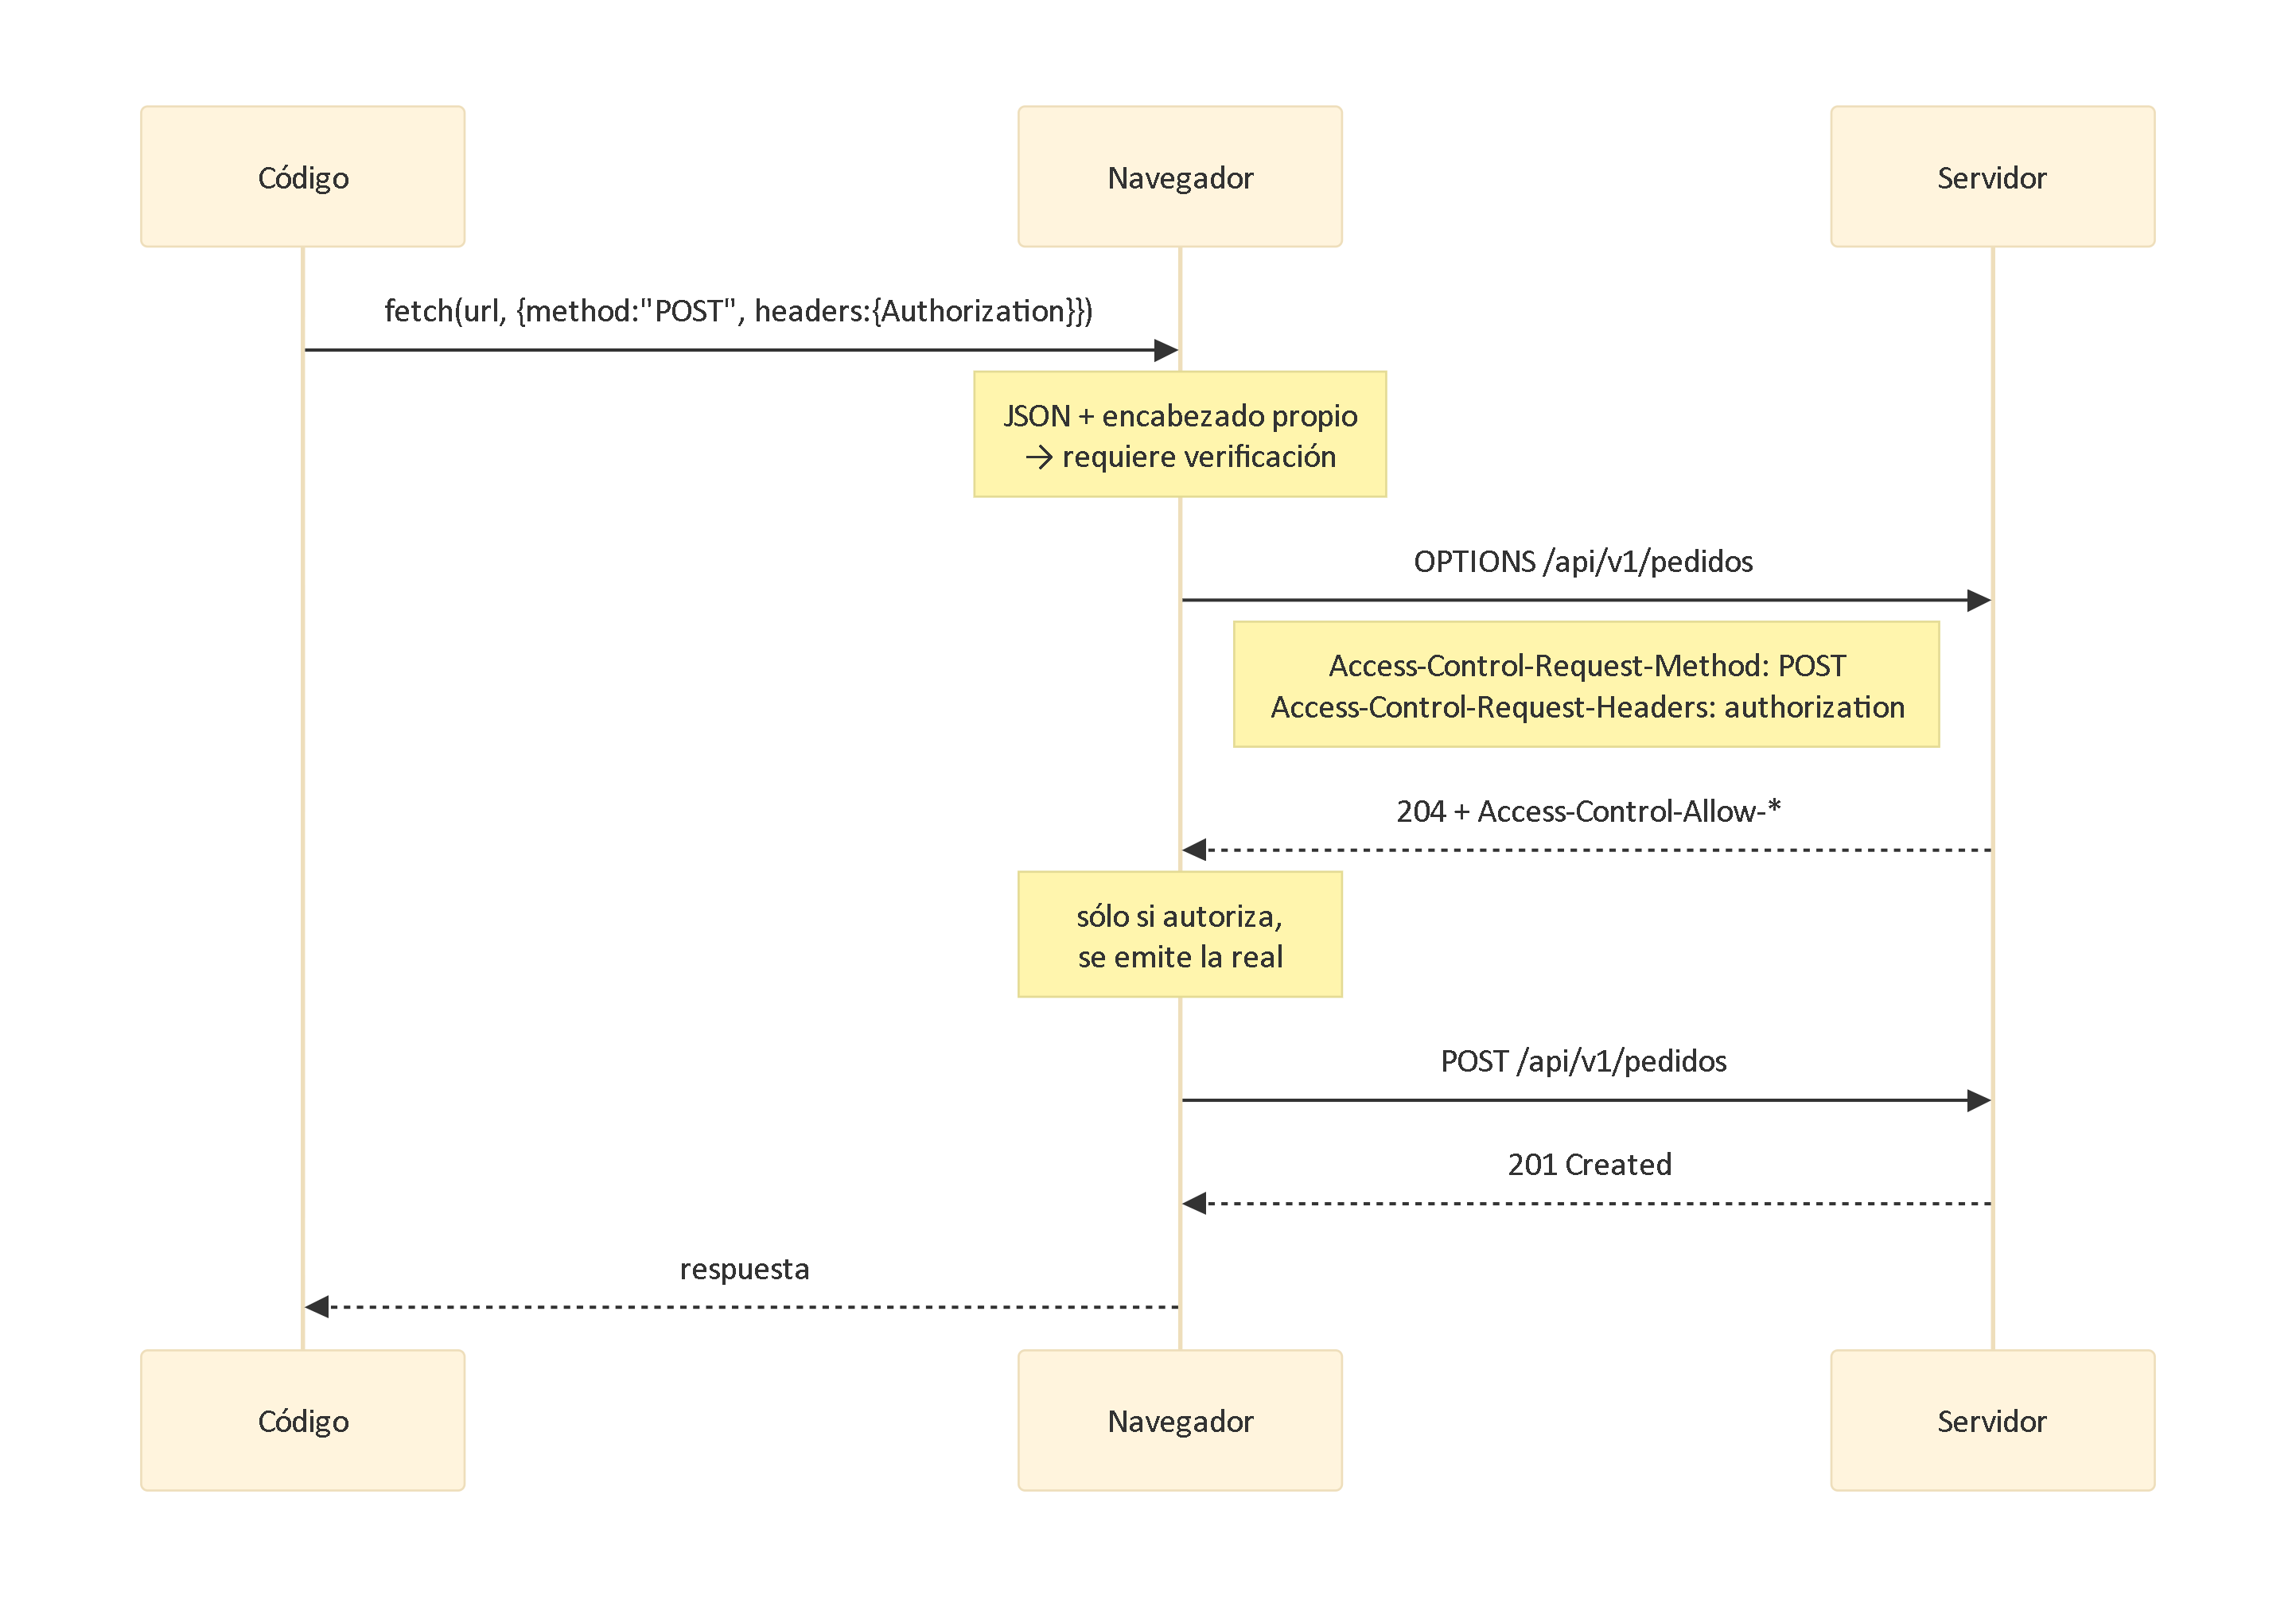 Código
Navegador
Servidor
fetch(url, {method:"POST", headers:{Authorization}})
JSON + encabezado propio
→ requiere verificación
OPTIONS /api/v1/pedidos
Access-Control-Request-Method: POST
Access-Control-Request-Headers: authorization
204 + Access-Control-Allow-*
sólo si autoriza,
se emite la real
POST /api/v1/pedidos
201 Created
respuesta
Código
Navegador
Servidor